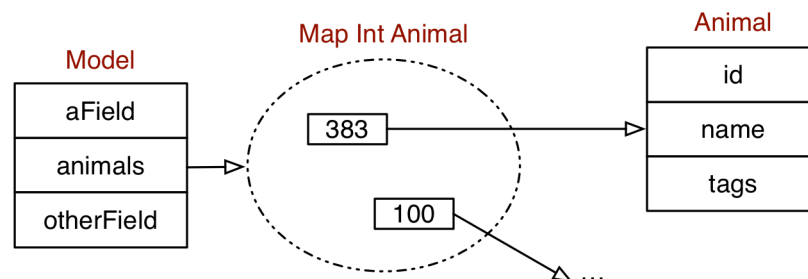 Model
aField
animals
otherField
Map Int Animal
383
100
...
Animal
id
name
tags